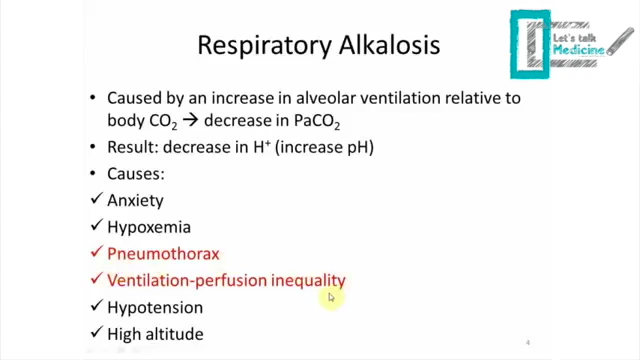 Let's talk
Medicine
Respiratory Alkalosis
• Caused by an increase in alveolar ventilation relative to
body CO₂ → decrease in PaCO₂
• Result: decrease in H⁺ (increase pH)
• Causes:
✓ Anxiety
✓ Hypoxemia
✓ Pneumothorax
✓ Ventilation-perfusion inequality
✓ Hypotension
✓ High altitude
4